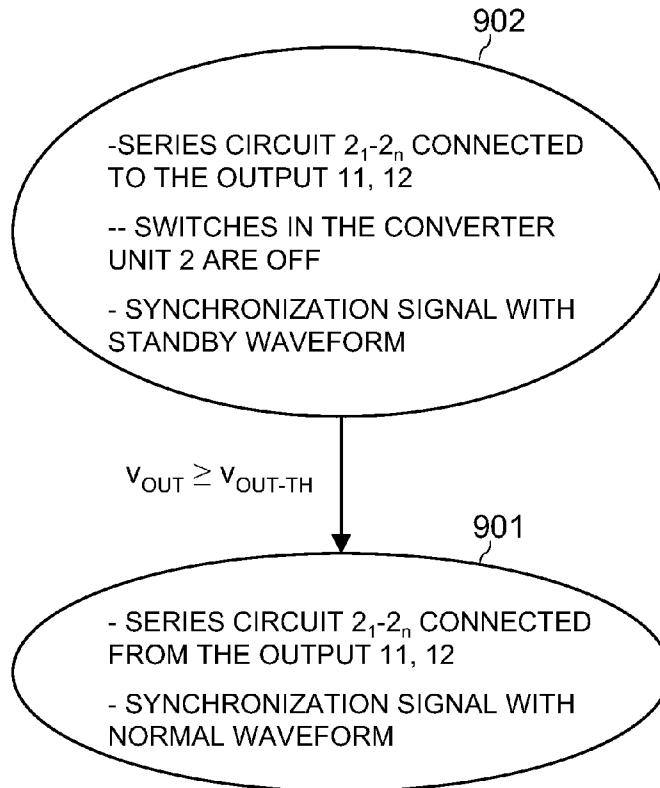 902
-SERIES CIRCUIT 2₁-2ₙ CONNECTED
TO THE OUTPUT 11, 12
-- SWITCHES IN THE CONVERTER
UNIT 2 ARE OFF
- SYNCHRONIZATION SIGNAL WITH
STANDBY WAVEFORM
v_OUT ≥ v_OUT-TH
901
- SERIES CIRCUIT 2₁-2ₙ CONNECTED
FROM THE OUTPUT 11, 12
- SYNCHRONIZATION SIGNAL WITH
NORMAL WAVEFORM